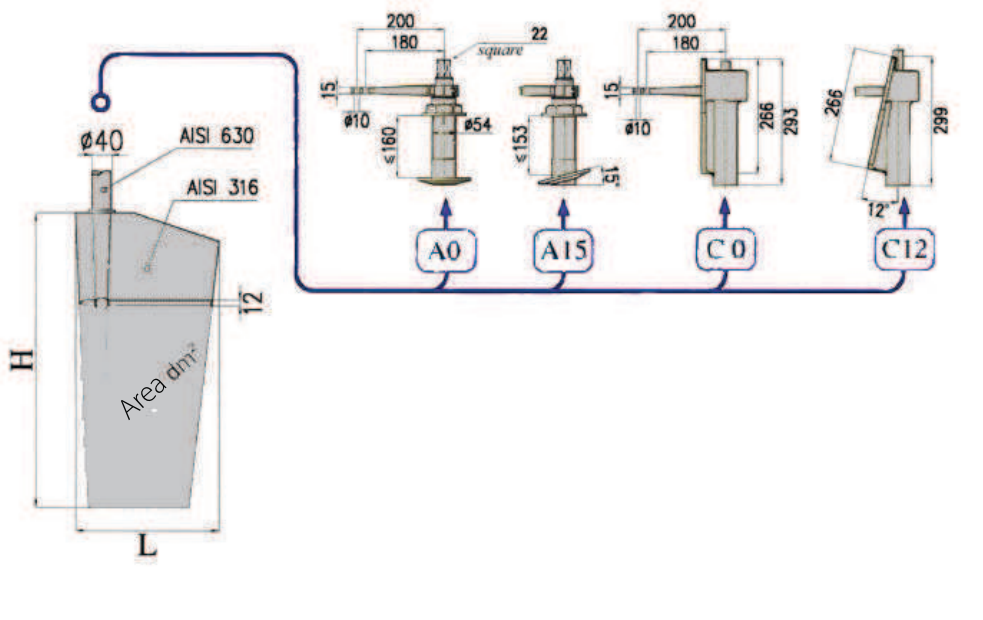 200
180
22
square
15
ø10
≤160
ø54
≤153
15°
200
180
15
ø10
266
293
266
299
12°
ø40
AISI 630
AISI 316
A0
A15
C 0
C12
12
H
Area dm²
L